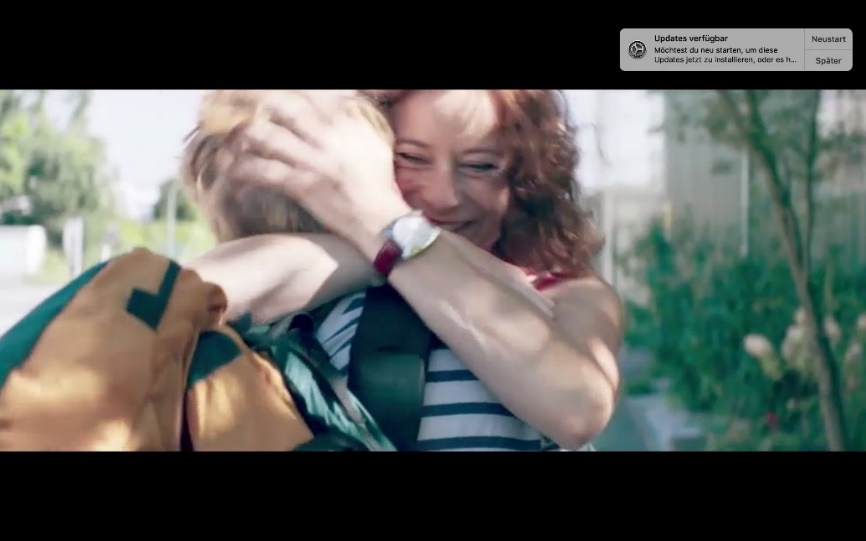 Updates verfügbar
Möchtest du neu starten, um diese
Updates jetzt zu installieren, oder es h...
Neustart
Später